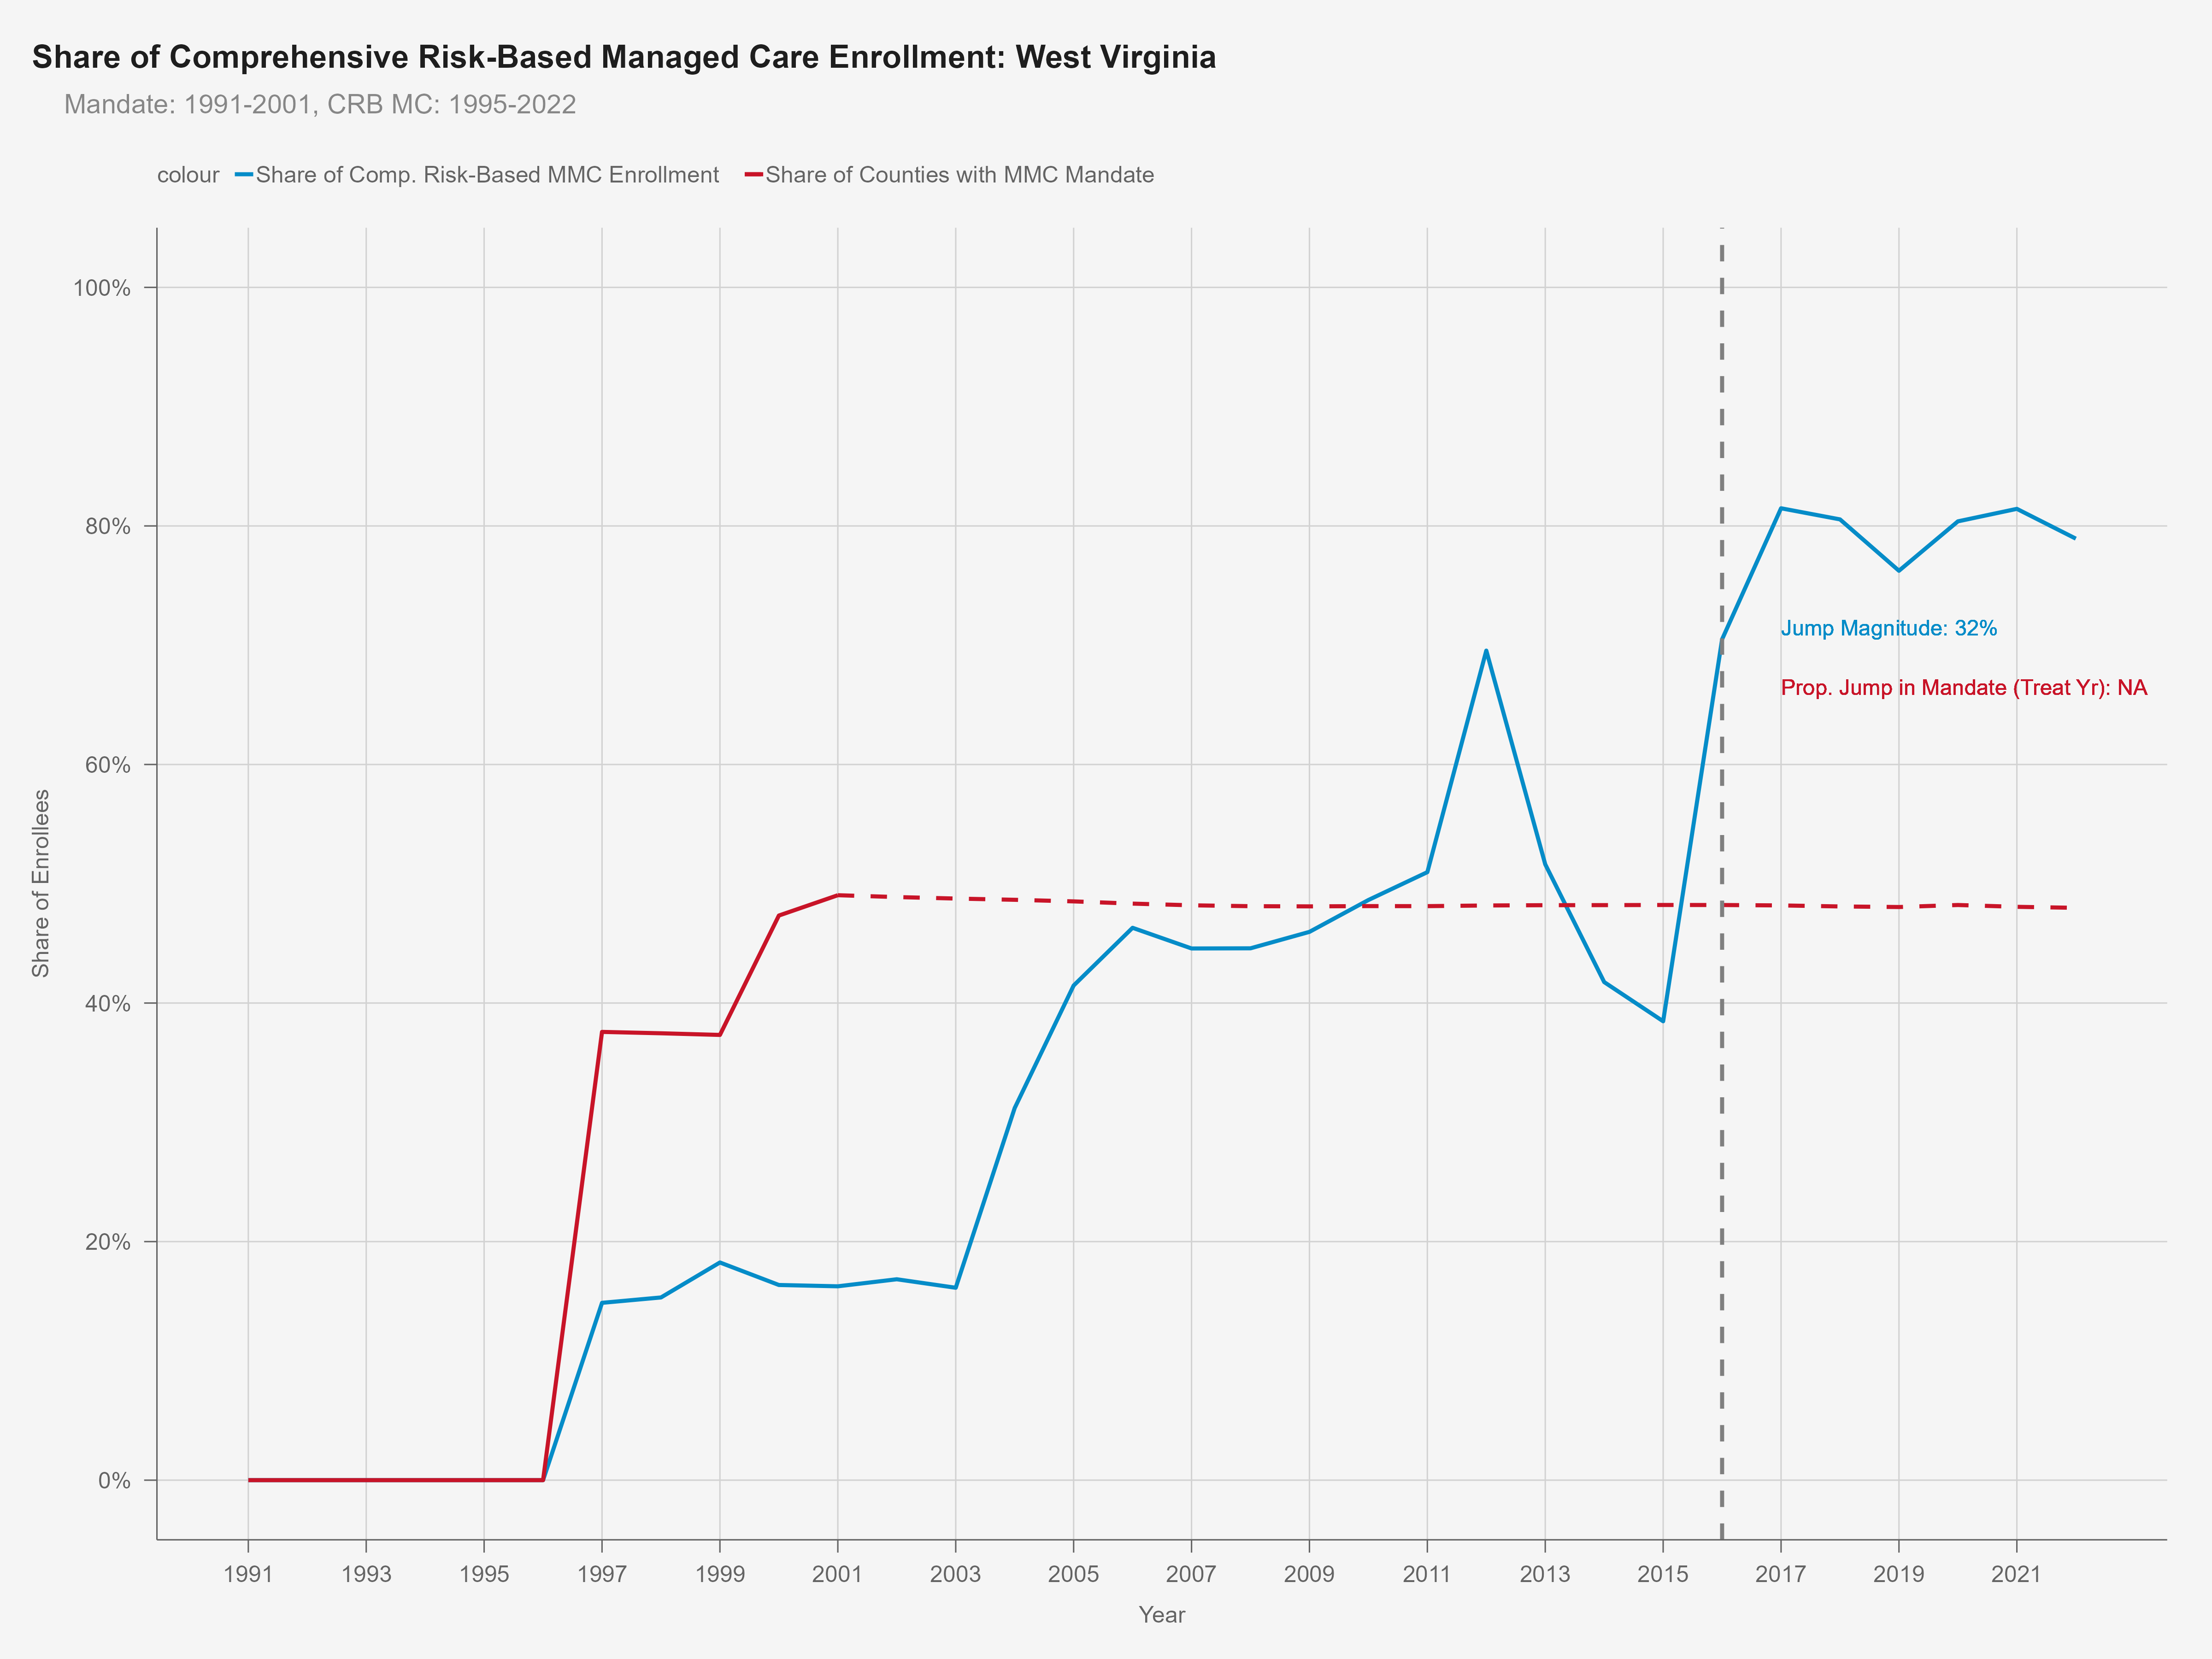 Share of Comprehensive Risk-Based Managed Care Enrollment: West Virginia
Mandate: 1991-2001, CRB MC: 1995-2022
colour Share of Comp. Risk-Based MMC Enrollment Share of Counties with MMC Mandate
100%
80%
60%
40%
20%
0%
Share of Enrollees
Jump Magnitude: 32%
Prop. Jump in Mandate (Treat Yr): NA
1991 1993 1995 1997 1999 2001 2003 2005 2007 2009 2011 2013 2015 2017 2019 2021
Year